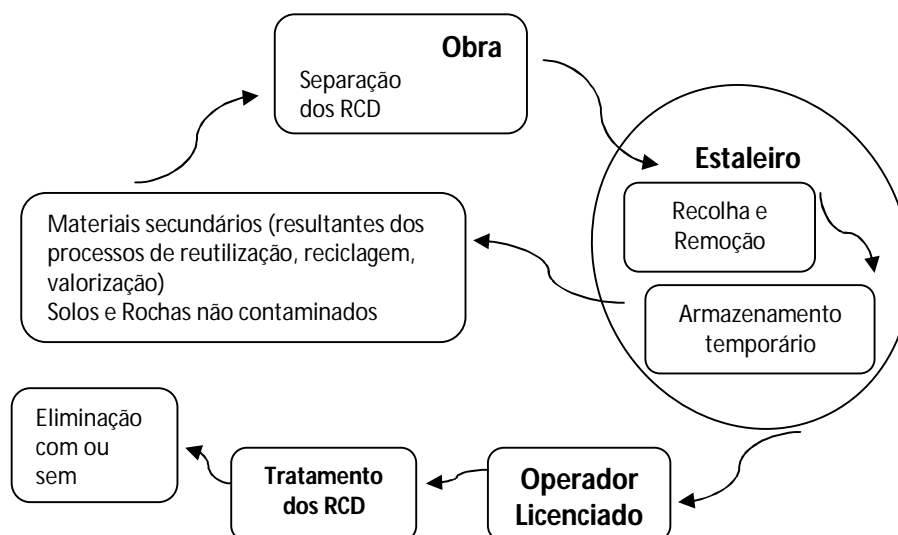 Obra
Separação
dos RCD
Estaleiro
Recolha e
Remoção
Armazenamento
temporário
Materiais secundários (resultantes dos
processos de reutilização, reciclagem,
valorização)
Solos e Rochas não contaminados
Operador
Licenciado
Tratamento
dos RCD
Eliminação
com ou
sem